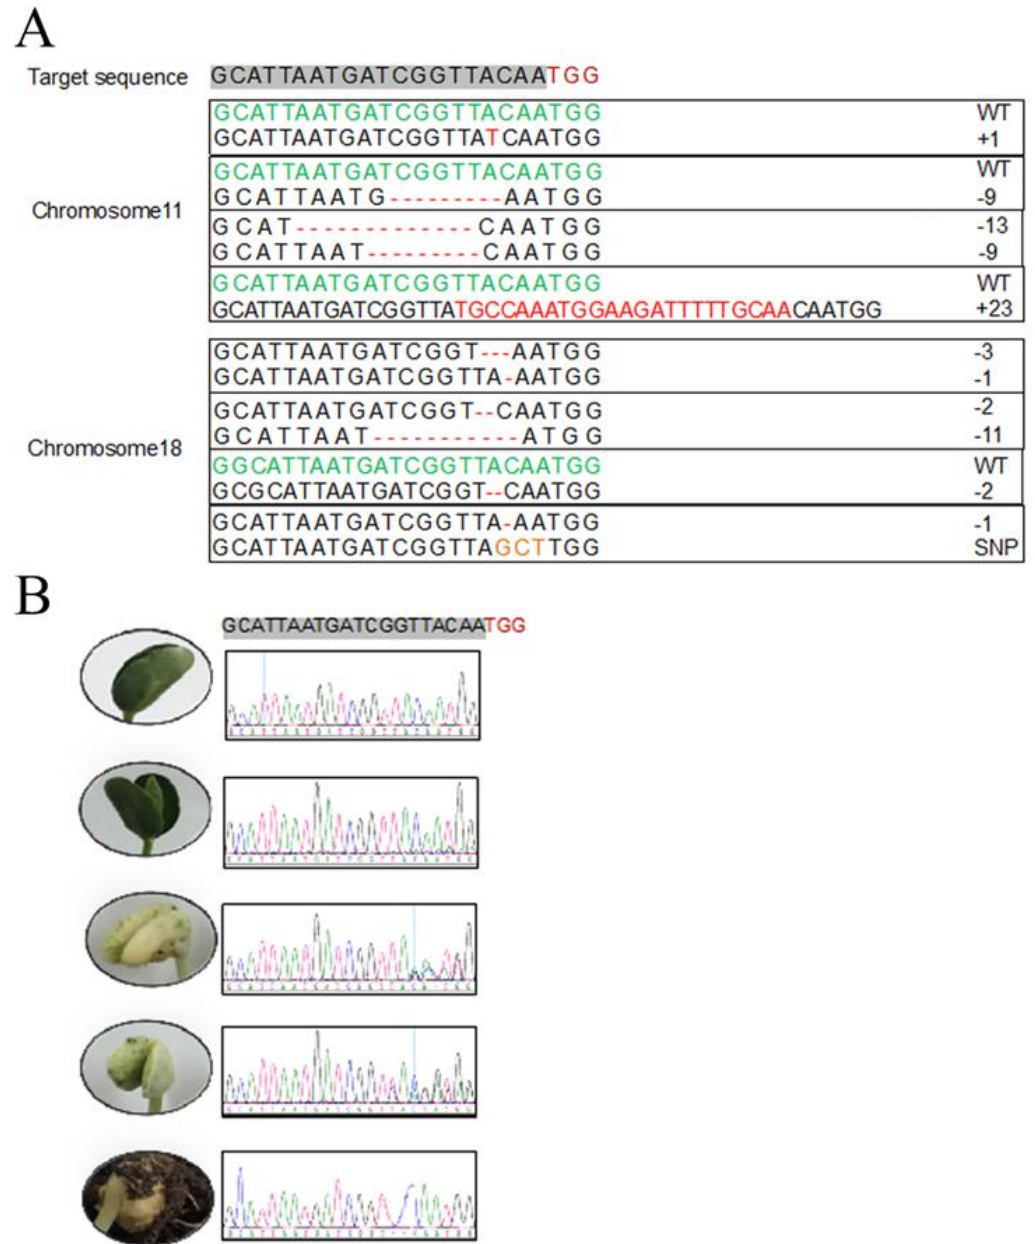 A
Target sequence GCATTAATGATCGGTTACAATGG
GCATTAATGATCGGTTACAATGG WT
GCATTAATGATCGGTTATCAATGG +1
GCATTAATGATCGGTTACAATGG WT
GCATTAATG---------AATGG -9
Chromosome11
GCAT-------------CAATGG -13
GCATTAAT---------CAATGG -9
GCATTAATGATCGGTTACAATGG WT
GCATTAATGATCGGTTATGCCAAATGGAAGATTTTTGCAACAATGG +23
GCATTAATGATCGGT---AATGG -3
GCATTAATGATCGGTTA-AATGG -1
GCATTAATGATCGGT--CAATGG -2
GCATTAAT-----------ATGG -11
Chromosome18
GGCATTAATGATCGGTTACAATGG WT
GCGCATTAATGATCGGT--CAATGG -2
GCATTAATGATCGGTTA-AATGG -1
GCATTAATGATCGGTTAGCTTGG SNP
B
GCATTAATGATCGGTTACAATGG